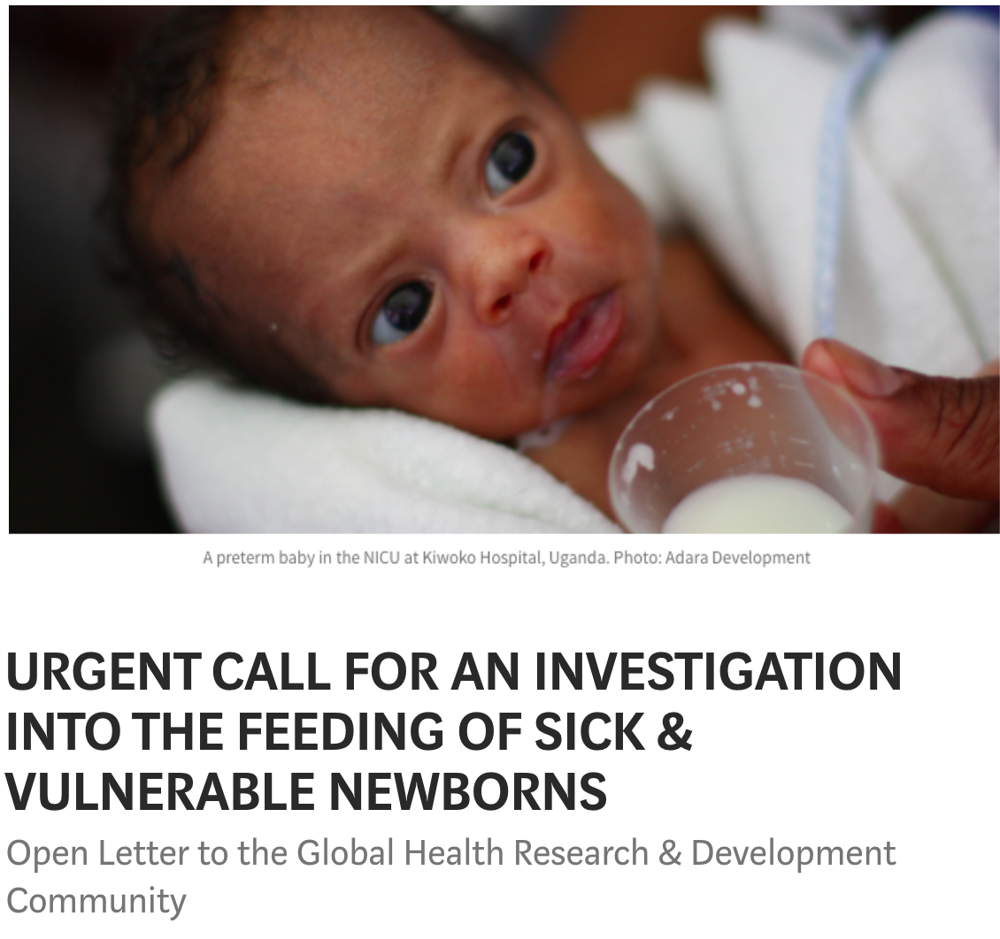 A preterm baby in the NICU at Kiwoko Hospital, Uganda. Photo: Adara Development
URGENT CALL FOR AN INVESTIGATION
INTO THE FEEDING OF SICK &
VULNERABLE NEWBORNS
Open Letter to the Global Health Research & Development
Community